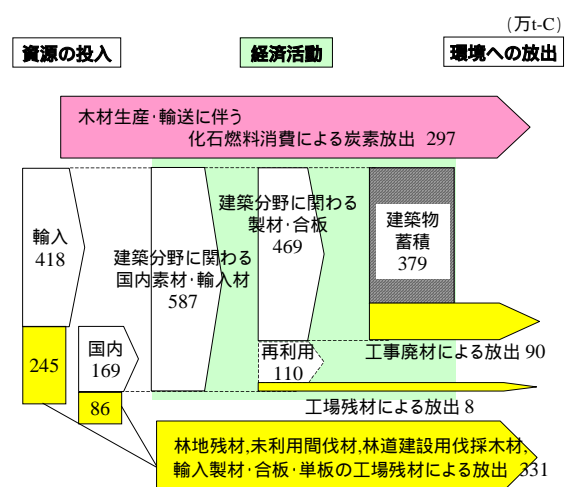 (万t-C)
資源の投入
経済活動
環境への放出
木材生産·輸送に伴う
化石燃料消費による炭素放出 297
輸入
418
建築分野に関わる
国内素材·輸入材
587
建築分野に関わる
製材·合板
469
建築物
蓄積
379
245
国内
169
再利用
110
工事廃材による放出 90
86
工場残材による放出 8
林地残材,未利用間伐材,林道建設用伐採木材,
輸入製材·合板·単板の工場残材による放出 331